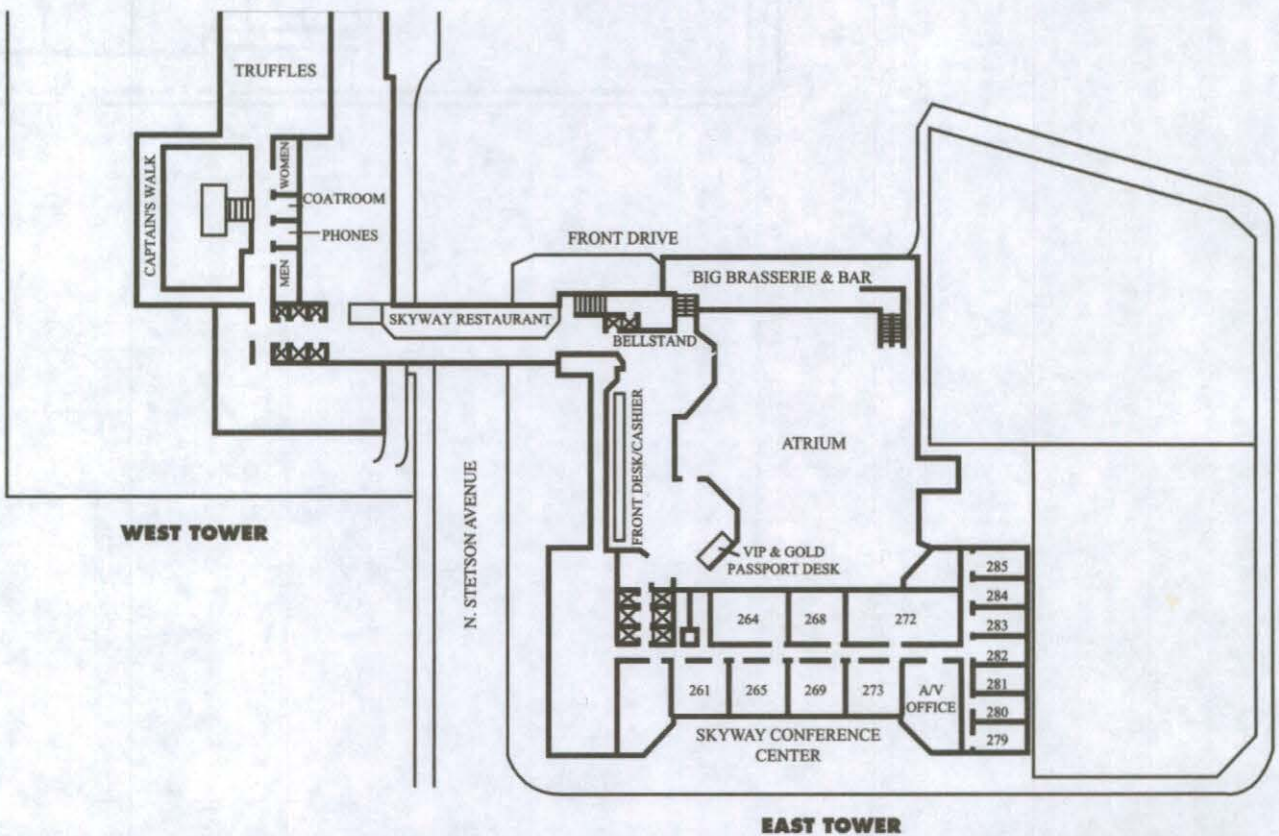 TRUFFLES
CAPTAIN'S WALK
WOMEN
COATROOM
PHONES
MEN
SKYWAY RESTAURANT
FRONT DRIVE
BIG BRASSERIE & BAR
BELLSTAND
FRONT DESK/CASHIER
ATRIUM
N. STETSON AVENUE
WEST TOWER
VIP & GOLD
PASSPORT DESK
264
268
272
261
265
269
273
A/V
OFFICE
285
284
283
282
281
280
279
SKYWAY CONFERENCE
CENTER
EAST TOWER